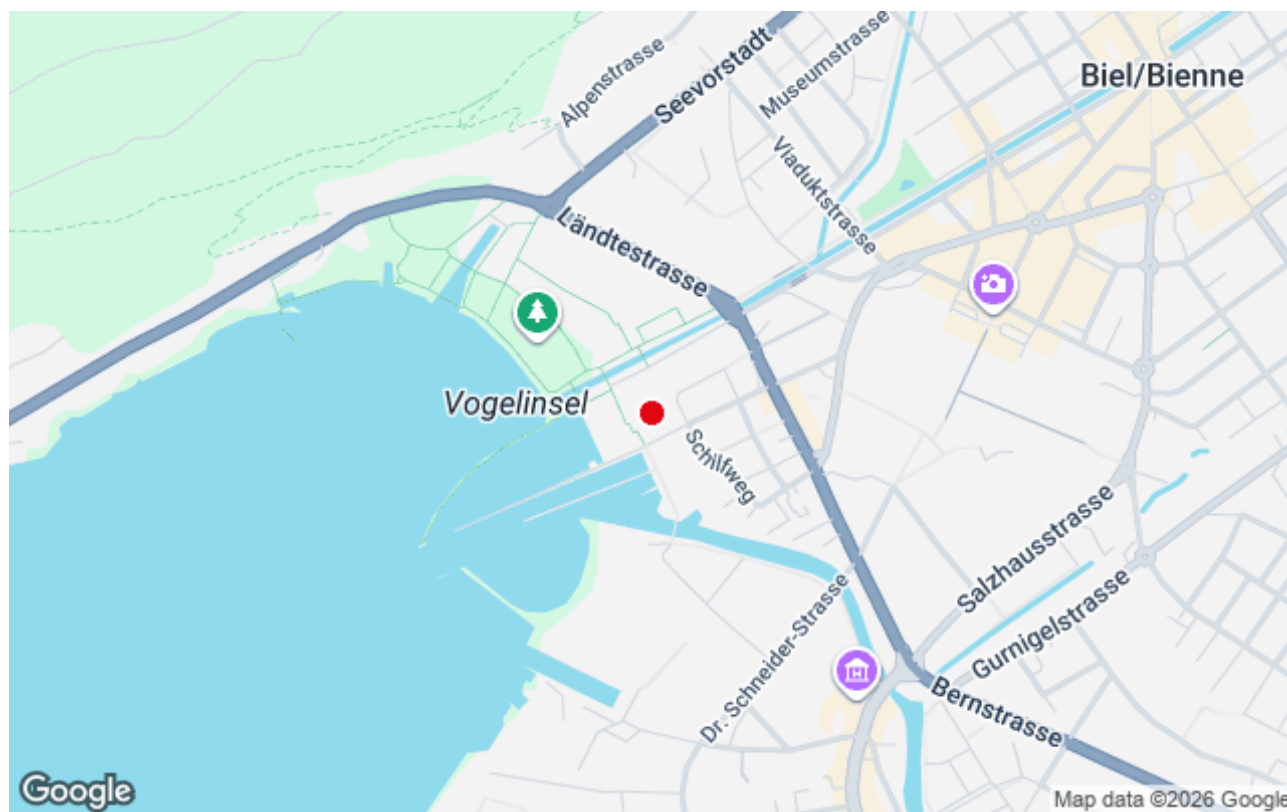 Alpenstrasse
Seevorstadt
Museumstrasse
Biel/Bienne
Viaduktstrasse
Ländtestrasse
Vogelinsel
Schilfweg
Salzhausstrasse
Gurnigelstrasse
Dr. Schneider-Strasse
Bernstrasse
H
Google
Map data ©2026 Google